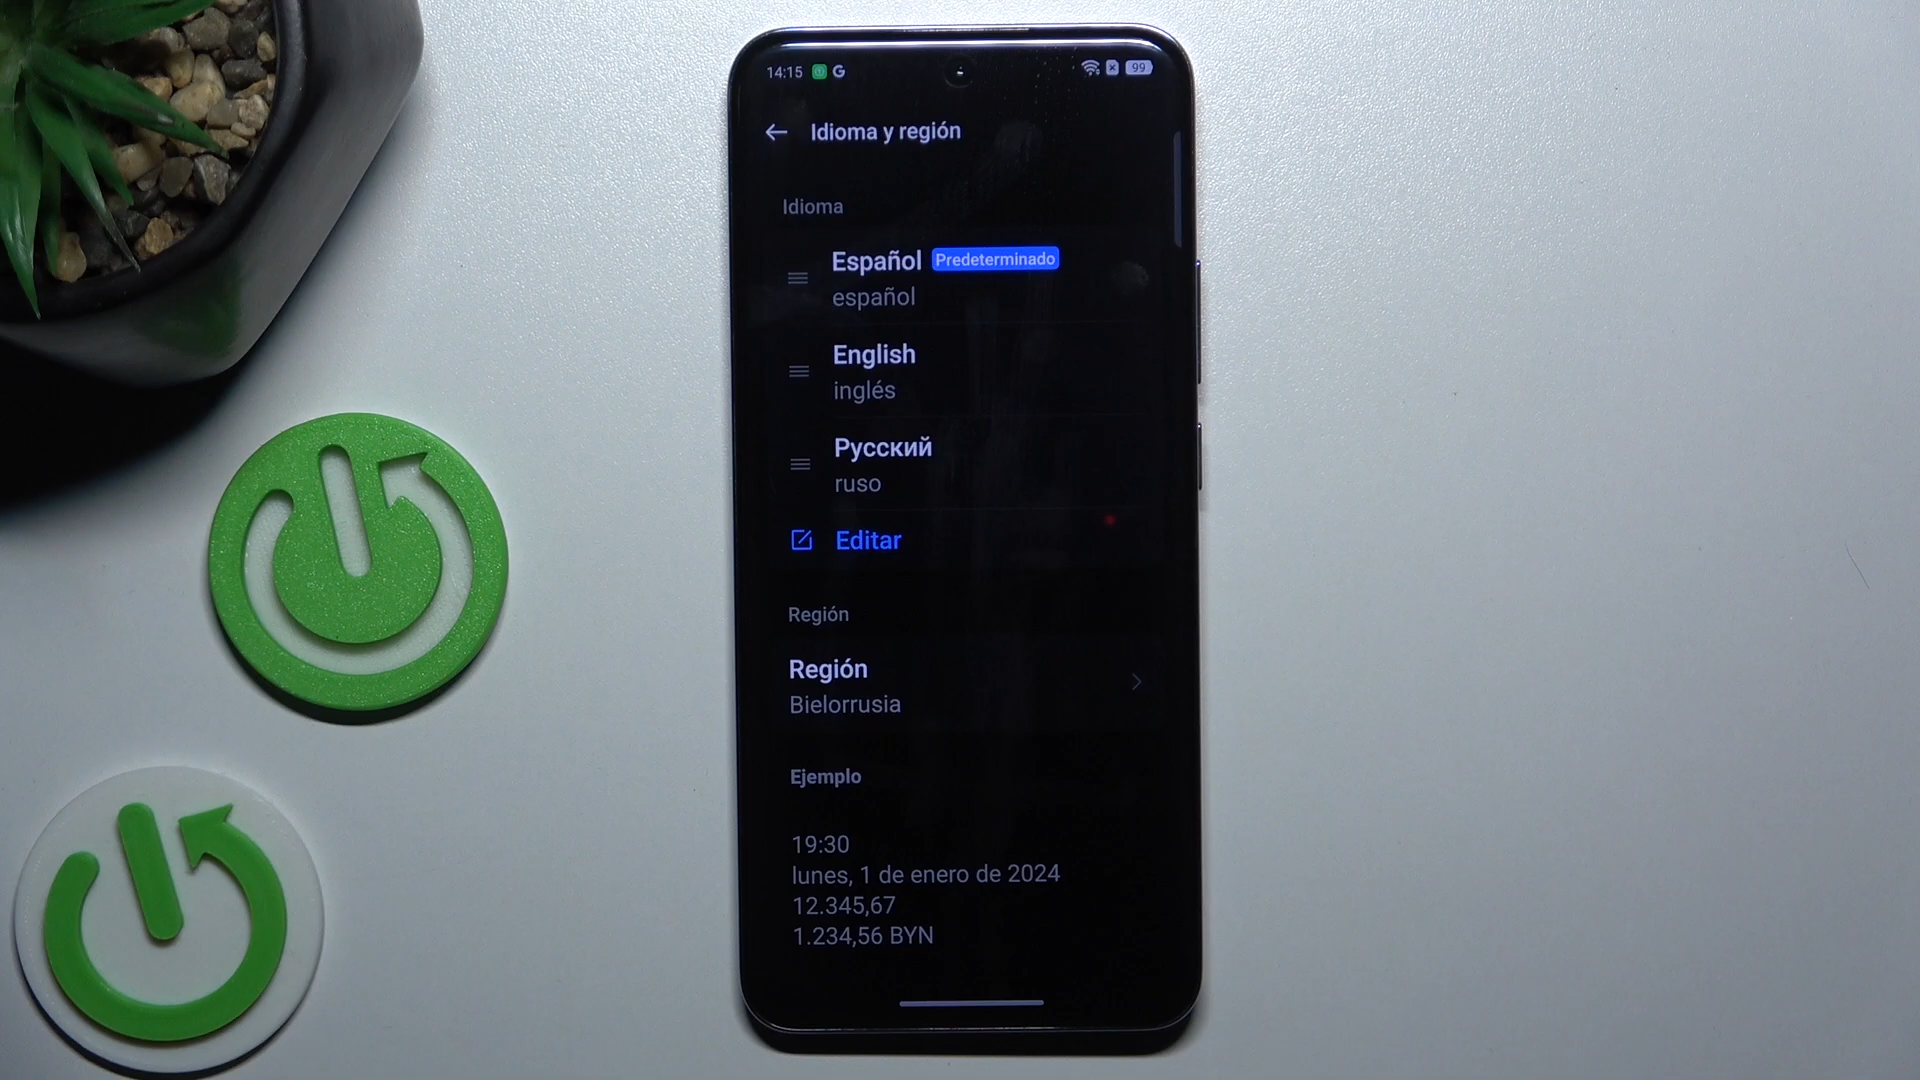 14:15 G 99
Idioma y región
Idioma
Español Predeterminado
español
English
inglés
Русский
ruso
Editar
Región
Región
Bielorrusia
Ejemplo
19:30
lunes, 1 de enero de 2024
12.345,67
1.234,56 BYN